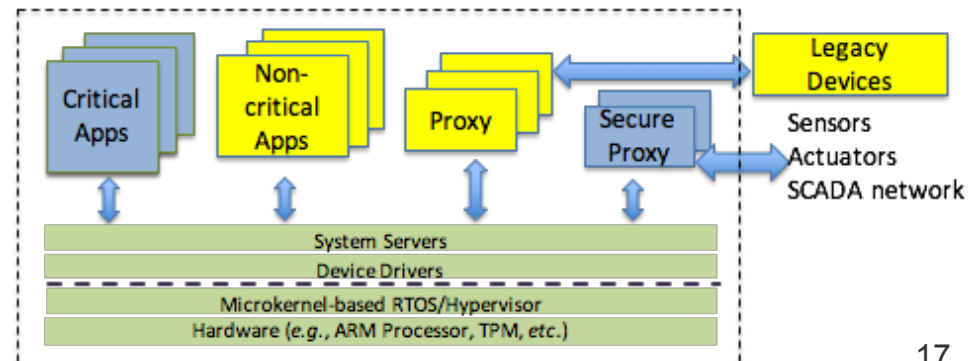 Critical
Apps
Non-
critical
Apps
Proxy
Secure
Proxy
Legacy
Devices
Sensors
Actuators
SCADA network
System Servers
Device Drivers
Microkernel-based RTOS/Hypervisor
Hardware (e.g., ARM Processor, TPM, etc.)
17